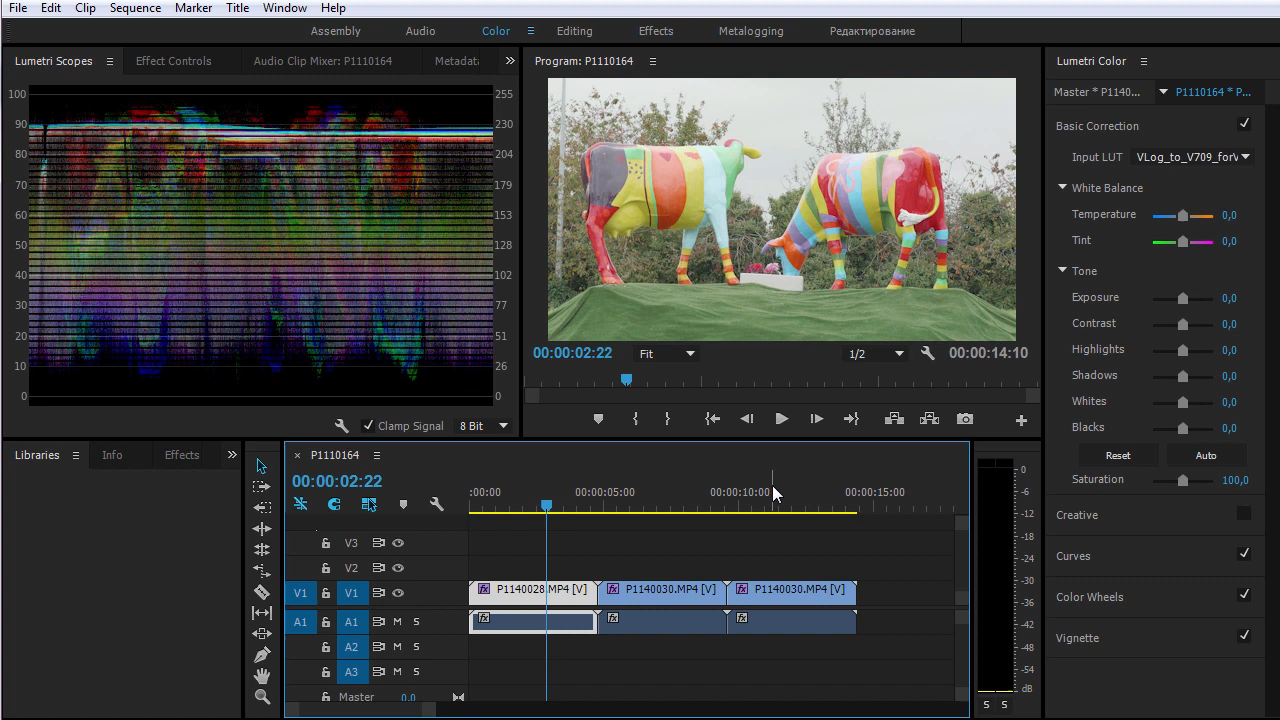 File Edit Clip Sequence Marker Title Window Help
Assembly Audio Color Editing Effects Metalogging Редактирование
Lumetri Scopes Effect Controls Audio Clip Mixer: P1110164 Metadata
100 255
90 230
80 204
70 179
60 153
50 128
40 102
30 77
20 51
10 26
0 0
Clamp Signal 8 Bit
Program: P1110164
00:00:02:22 Fit 1/2 00:00:14:10
Lumetri Color
Master * P1140... P1110164 * P...
Basic Correction
Input LUT VLog_to_V709_forV
White Balance
Temperature 0,0
Tint 0,0
Tone
Exposure 0,0
Contrast 0,0
Highlights 0,0
Shadows 0,0
Whites 0,0
Blacks 0,0
Reset Auto
Saturation 100,0
Creative
Curves
Color Wheels
Vignette
Libraries Info Effects
× P1110164
00:00:02:22
:00:00 00:00:05:00 00:00:10:00 00:00:15:00
V3
V2
V1 V1 fx P1140028.MP4 [V] fx P1140030.MP4 [V] fx P1140030.MP4 [V]
A1 A1 M S fx fx fx
A2 M S
A3 M S
Master 0,0
0
-6
-12
-18
-24
-30
-36
-42
-48
-54
dB
S S